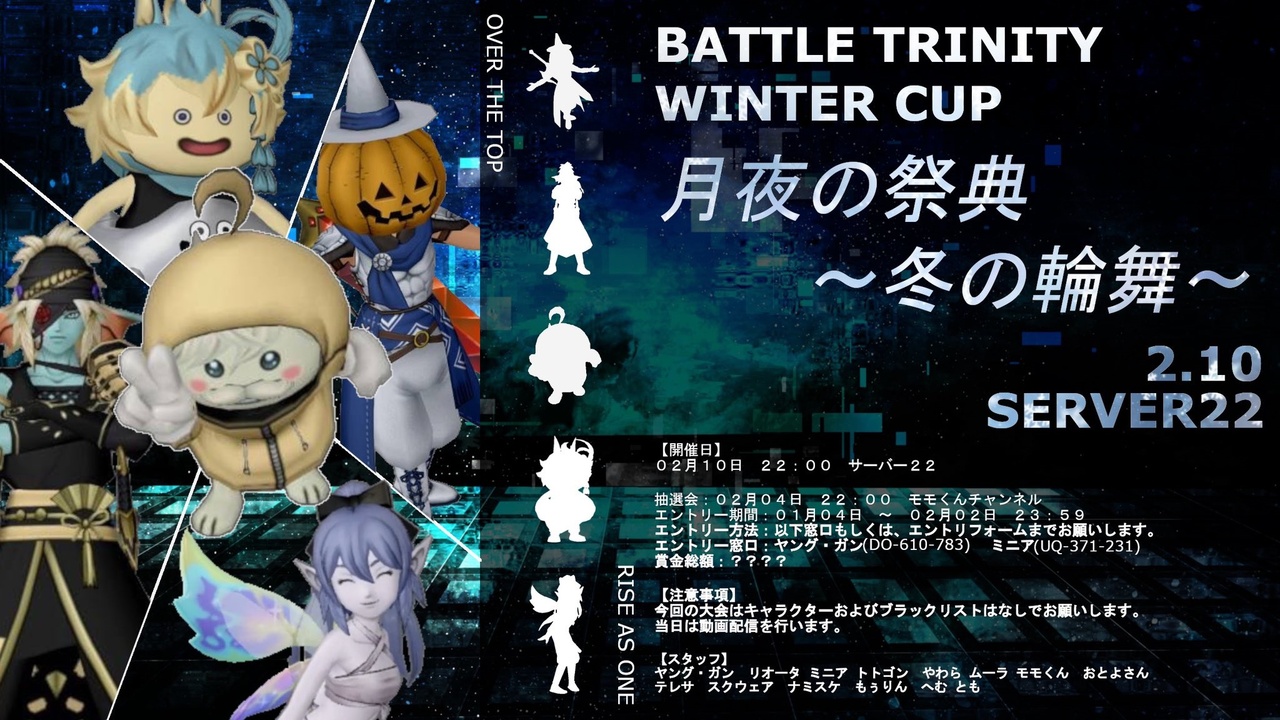 OVER THE TOP
BATTLE TRINITY
WINTER CUP
月夜の祭典
～冬の輪舞～
2.10
SERVER22
【開催日】
０２月１０日　２２：００　サーバー２２
抽選会：０２月０４日　２２：００　モモくんチャンネル
エントリー期間：０１月０４日　～　０２月０２日　２３：５９
エントリー方法：以下窓口もしくは、エントリフォームまでお願いします。
エントリー窓口：ヤング・ガン(DO-610-783)　ミニア(UQ-371-231)
賞金総額：？？？？
【注意事項】
今回の大会はキャラクターおよびブラックリストはなしでお願いします。
当日は動画配信を行います。
【スタッフ】
ヤング・ガン　リオータ　ミニア　トトゴン　やわら　ムーラ　モモくん　おとよさん
テレサ　スクウェア　ナミスケ　もぅりん　へむ　とも
RISE AS ONE